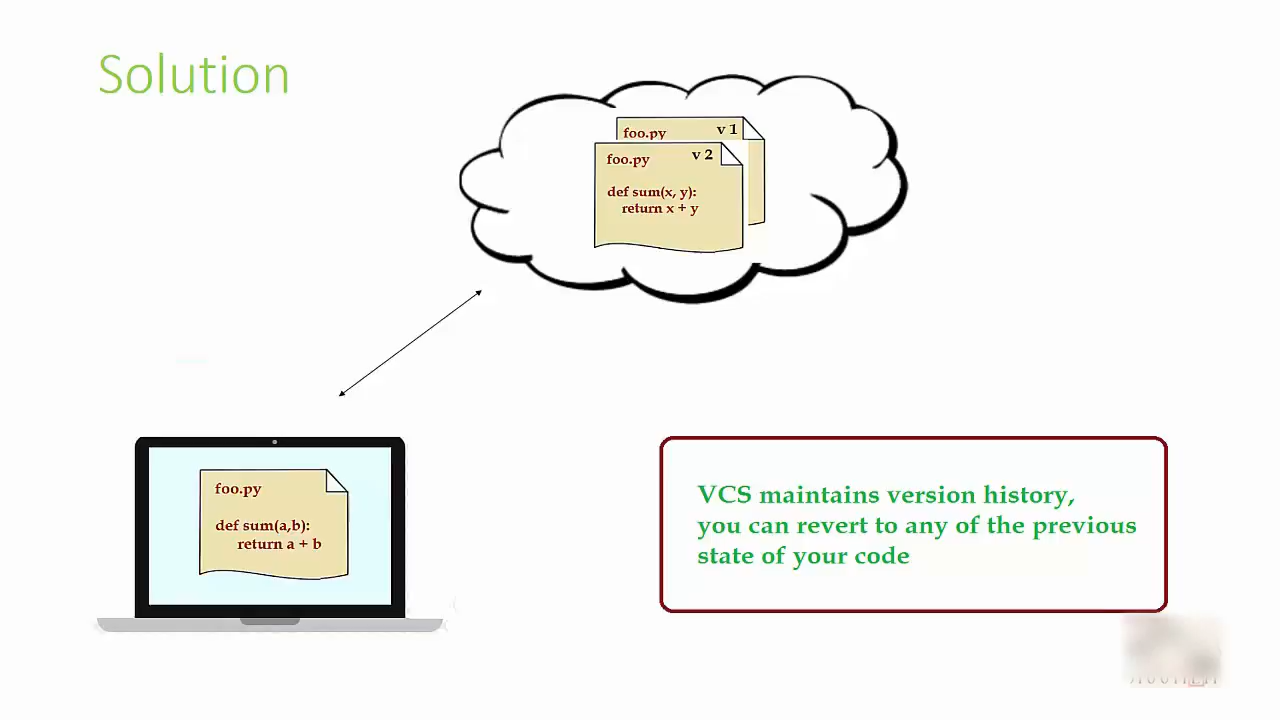 Solution
foo.py v 1
foo.py v 2
def sum(x, y):
return x + y
foo.py
def sum(a,b):
return a + b
VCS maintains version history,
you can revert to any of the previous
state of your code